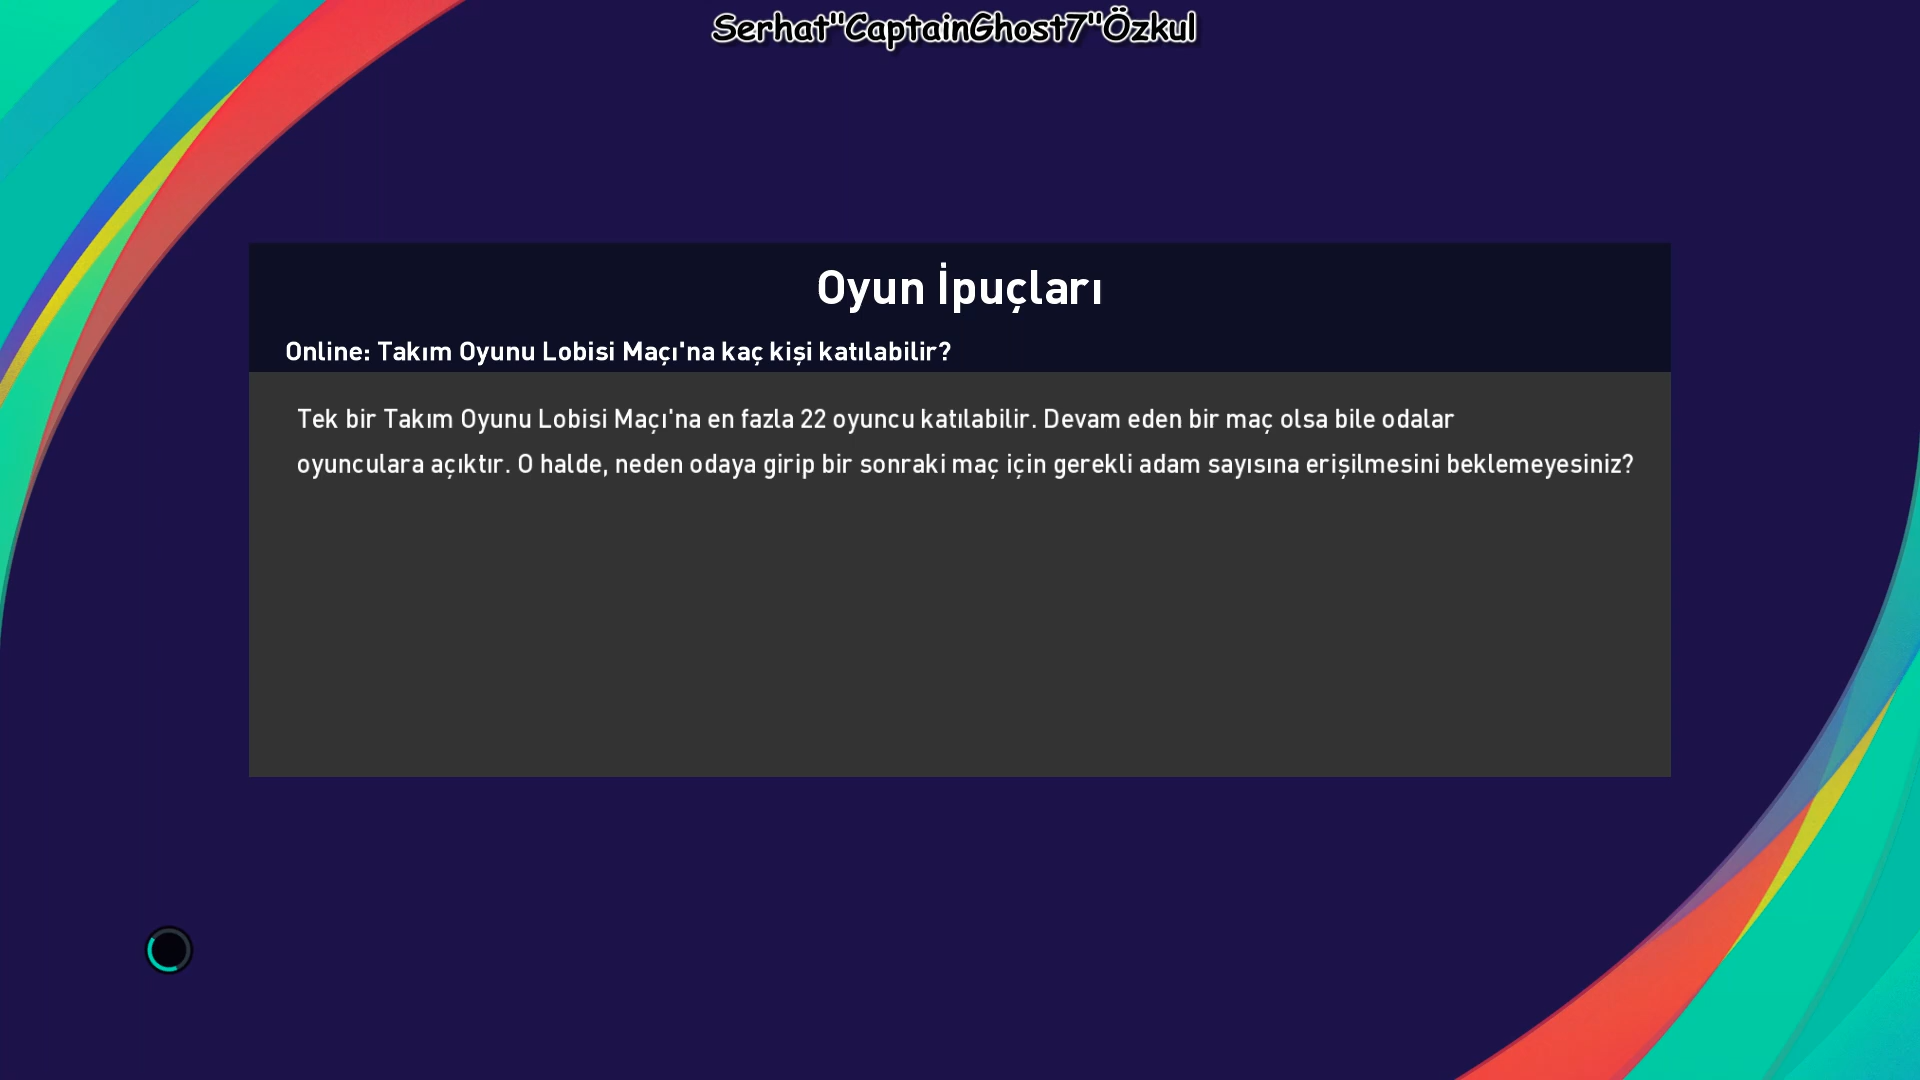 Serhat"CaptainGhost7"Özkul
Oyun İpuçları
Online: Takım Oyunu Lobisi Maçı'na kaç kişi katılabilir?
Tek bir Takım Oyunu Lobisi Maçı'na en fazla 22 oyuncu katılabilir. Devam eden bir maç olsa bile odalar
oyunculara açıktır. O halde, neden odaya girip bir sonraki maç için gerekli adam sayısına erişilmesini beklemeyesiniz?